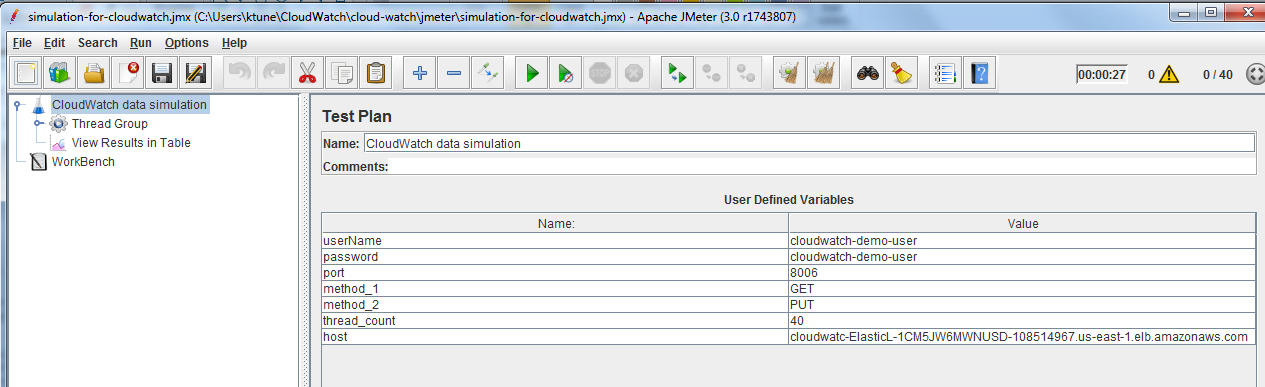 simulation-for-cloudwatch.jmx (C:\Users\ktune\CloudWatch\cloud-watch\jmeter\simulation-for-cloudwatch.jmx) - Apache JMeter (3.0 r1743807)
File Edit Search Run Options Help
00:00:27 0 0 / 40
CloudWatch data simulation
Thread Group
View Results in Table
WorkBench
Test Plan
Name: CloudWatch data simulation
Comments:
User Defined Variables
Name: Value
userName cloudwatch-demo-user
password cloudwatch-demo-user
port 8006
method_1 GET
method_2 PUT
thread_count 40
host cloudwatc-ElasticL-1CM5JW6MWNUSD-108514967.us-east-1.elb.amazonaws.com